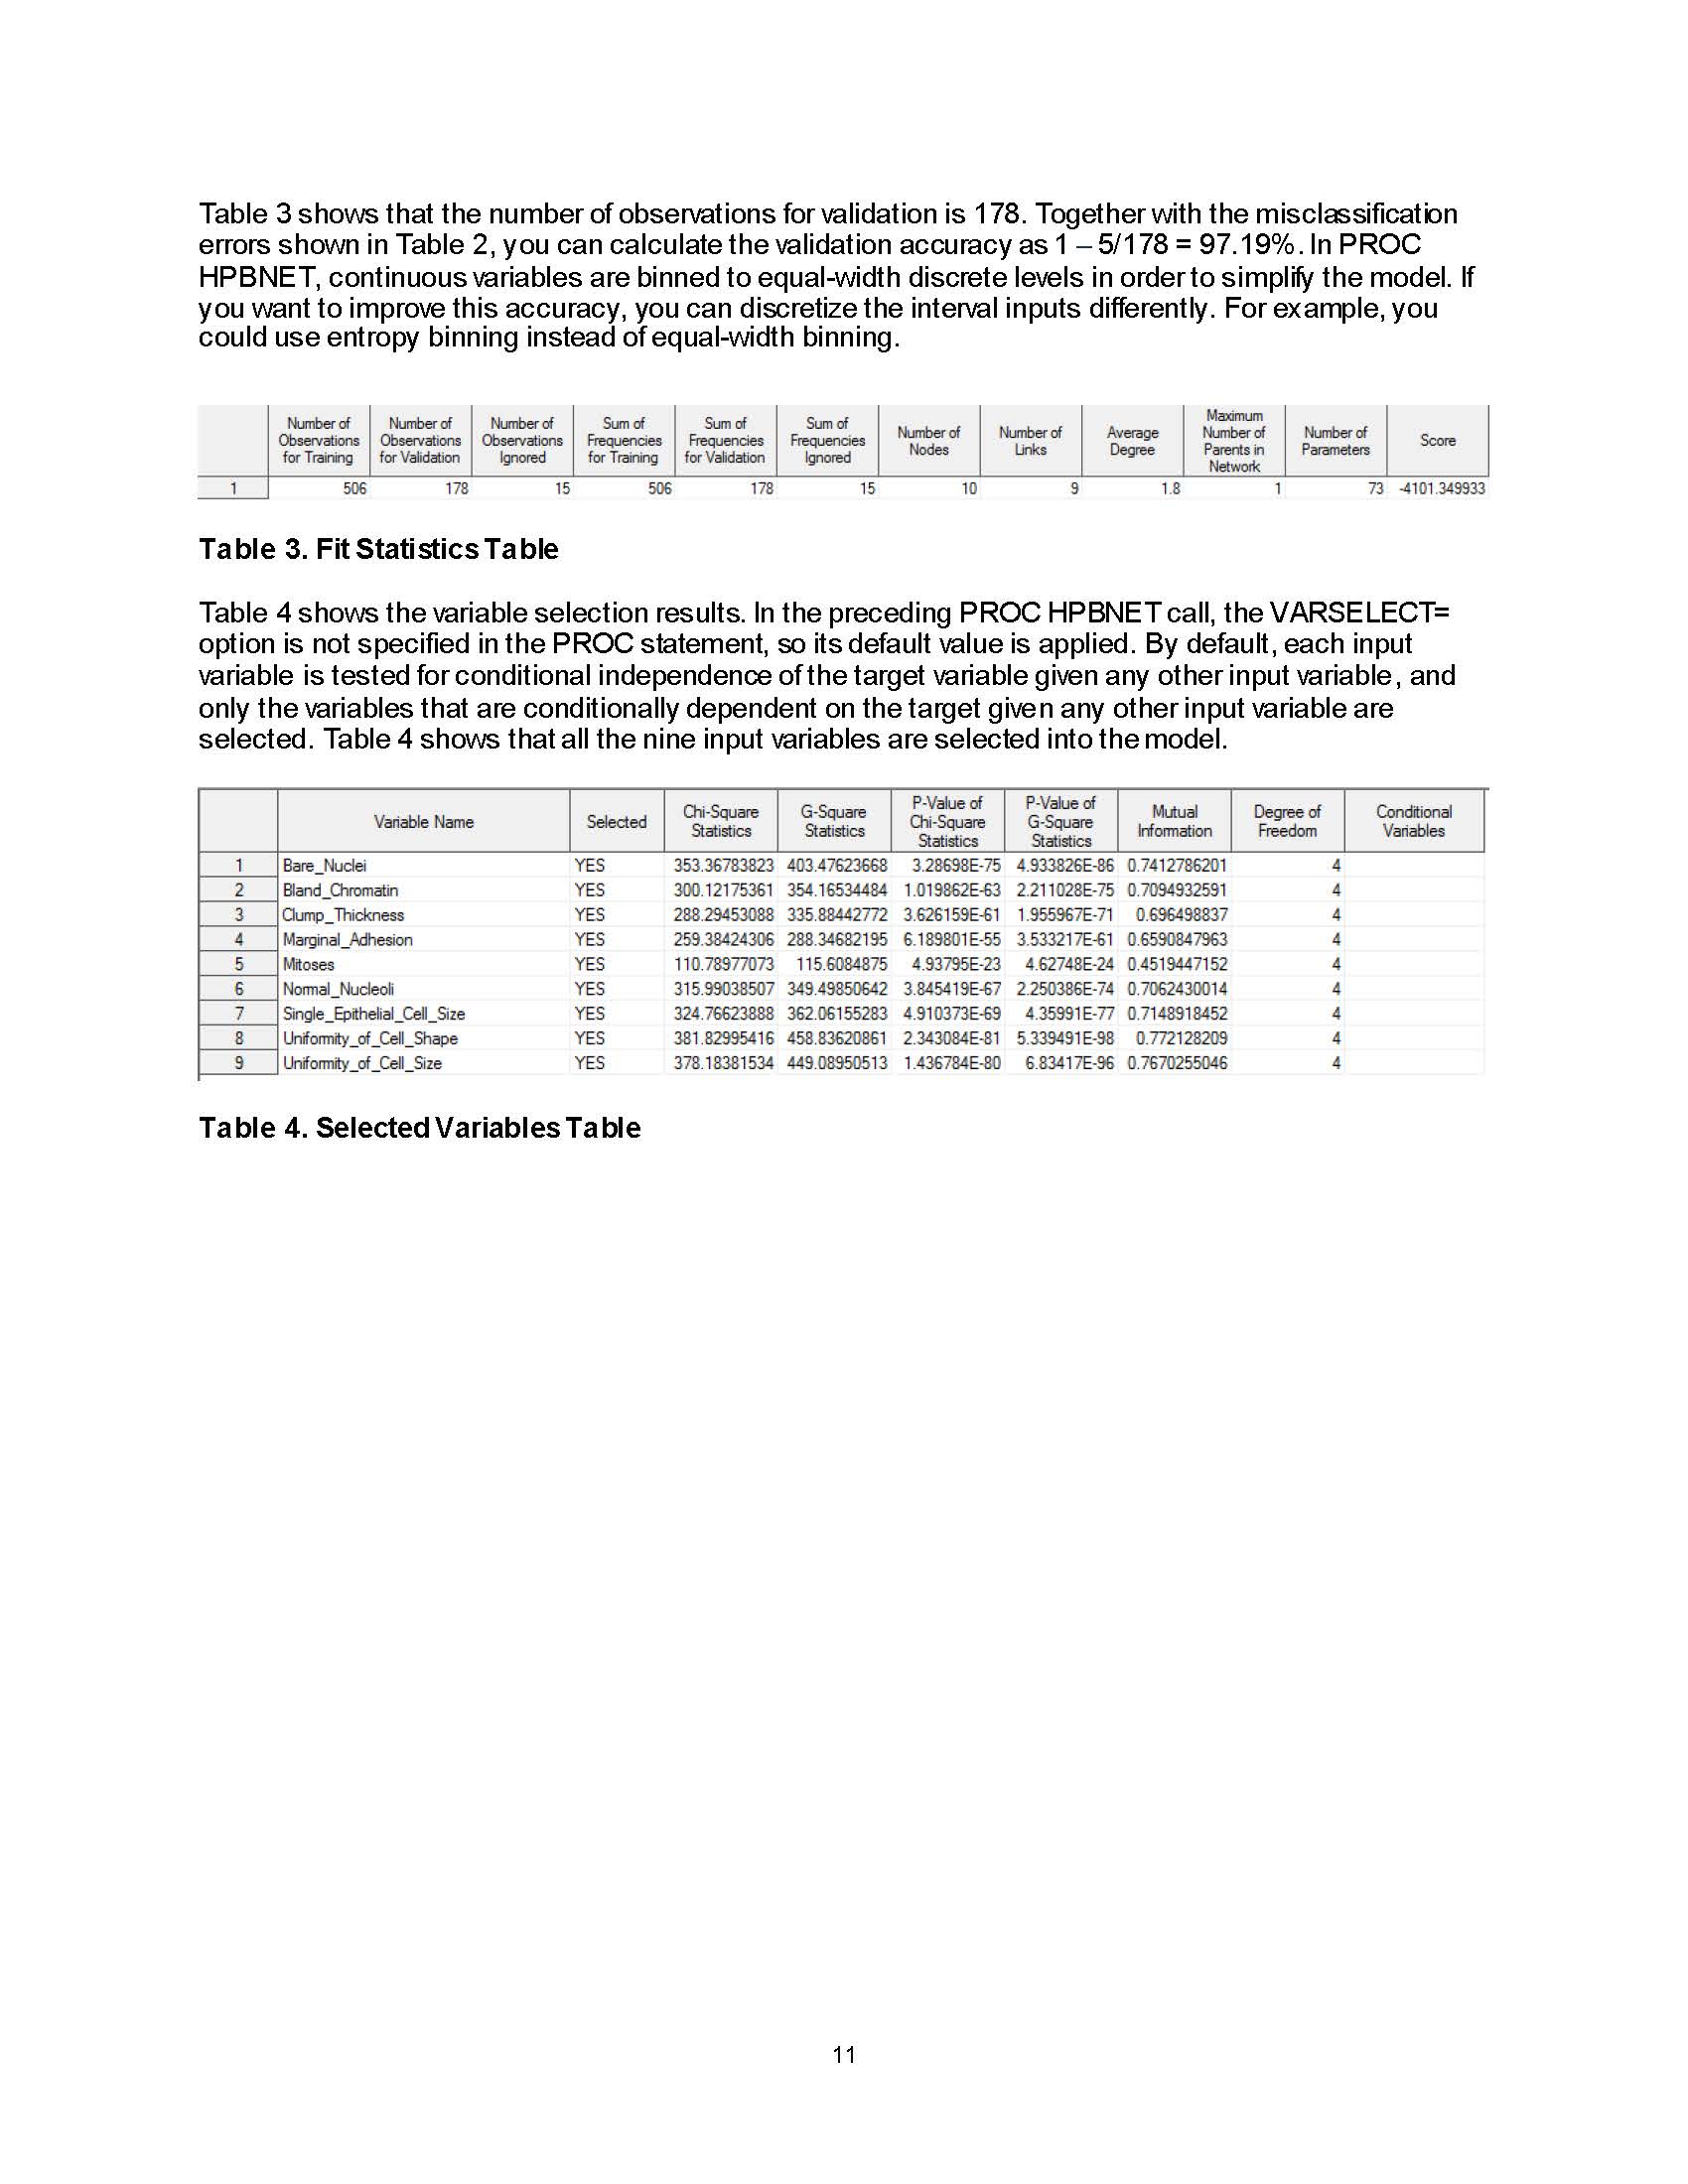 Table 3 shows that the number of observations for validation is 178. Together with the misclassification
errors shown in Table 2, you can calculate the validation accuracy as 1 – 5/178 = 97.19%. In PROC
HPBNET, continuous variables are binned to equal-width discrete levels in order to simplify the model. If
you want to improve this accuracy, you can discretize the interval inputs differently. For example, you
could use entropy binning instead of equal-width binning.
Number of Observations for Training Number of Observations for Validation Number of Observations Ignored Sum of Frequencies for Training Sum of Frequencies for Validation Sum of Frequencies Ignored Number of Nodes Number of Links Average Degree Maximum Number of Parents in Network Number of Parameters Score
1 506 178 15 506 178 15 10 9 1.8 1 73 -4101.349933
Table 3. Fit Statistics Table
Table 4 shows the variable selection results. In the preceding PROC HPBNET call, the VARSELECT=
option is not specified in the PROC statement, so its default value is applied. By default, each input
variable is tested for conditional independence of the target variable given any other input variable, and
only the variables that are conditionally dependent on the target given any other input variable are
selected. Table 4 shows that all the nine input variables are selected into the model.
Variable Name Selected Chi-Square Statistics G-Square Statistics P-Value of Chi-Square Statistics P-Value of G-Square Statistics Mutual Information Degree of Freedom Conditional Variables
1 Bare_Nuclei YES 353.36783823 403.47623668 3.28698E-75 4.933826E-86 0.7412786201 4
2 Bland_Chromatin YES 300.12175361 354.16534484 1.019862E-63 2.211028E-75 0.7094932591 4
3 Clump_Thickness YES 288.29453088 335.88442772 3.626159E-61 1.955967E-71 0.696498837 4
4 Marginal_Adhesion YES 259.38424306 288.34682195 6.189801E-55 3.533217E-61 0.6590847963 4
5 Mitoses YES 110.78977073 115.6084875 4.93795E-23 4.62748E-24 0.4519447152 4
6 Normal_Nucleoli YES 315.99038507 349.49850642 3.845419E-67 2.250386E-74 0.7062430014 4
7 Single_Epithelial_Cell_Size YES 324.76623888 362.06155283 4.910373E-69 4.35991E-77 0.7148918452 4
8 Uniformity_of_Cell_Shape YES 381.82995416 458.83620861 2.343084E-81 5.339491E-98 0.772128209 4
9 Uniformity_of_Cell_Size YES 378.18381534 449.08950513 1.436784E-80 6.83417E-96 0.7670255046 4
Table 4. Selected Variables Table
11